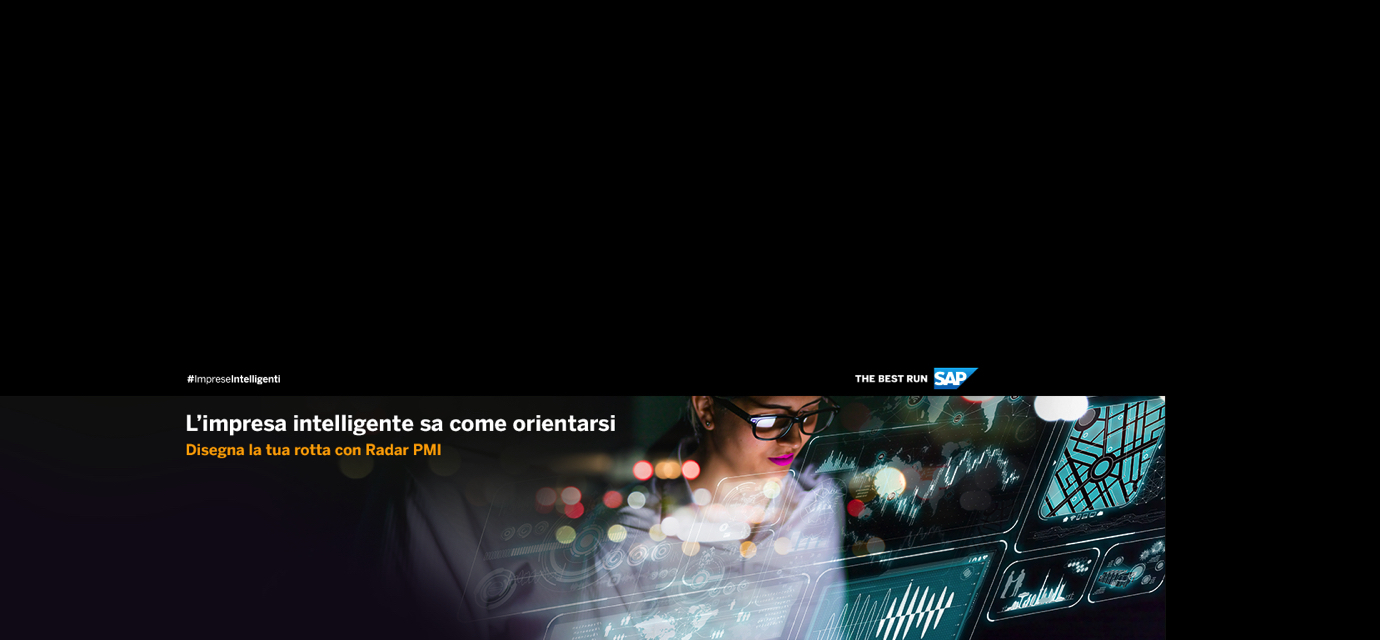 #ImpreseIntelligenti
THE BEST RUN SAP
L’impresa intelligente sa come orientarsi
Disegna la tua rotta con Radar PMI